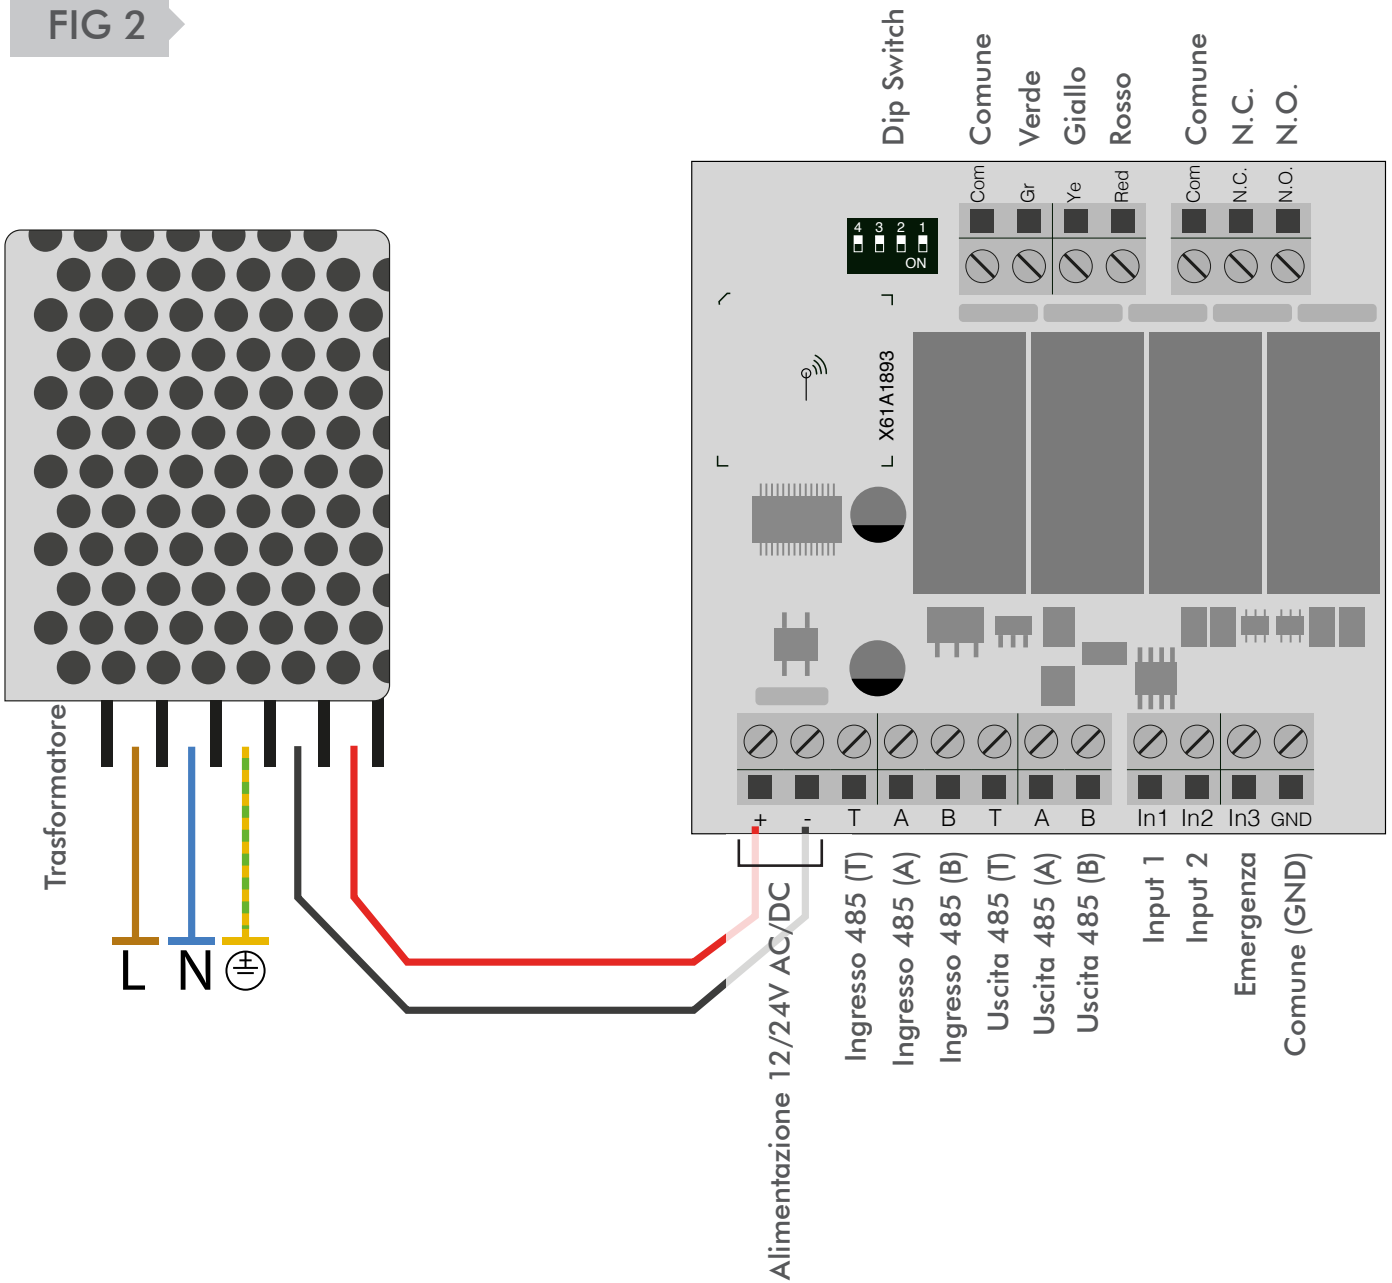 FIG 2
Dip Switch
Comune
Verde
Giallo
Rosso
Comune
N.C.
N.O.
Com
Gr
Ye
Red
Com
N.C.
N.O.
4 3 2 1
ON
X61A1893
Trasformatore
L
N
+
-
T
A
B
T
A
B
In1
In2
In3
GND
Alimentazione 12/24V AC/DC
Ingresso 485 (T)
Ingresso 485 (A)
Ingresso 485 (B)
Uscita 485 (T)
Uscita 485 (A)
Uscita 485 (B)
Input 1
Input 2
Emergenza
Comune (GND)